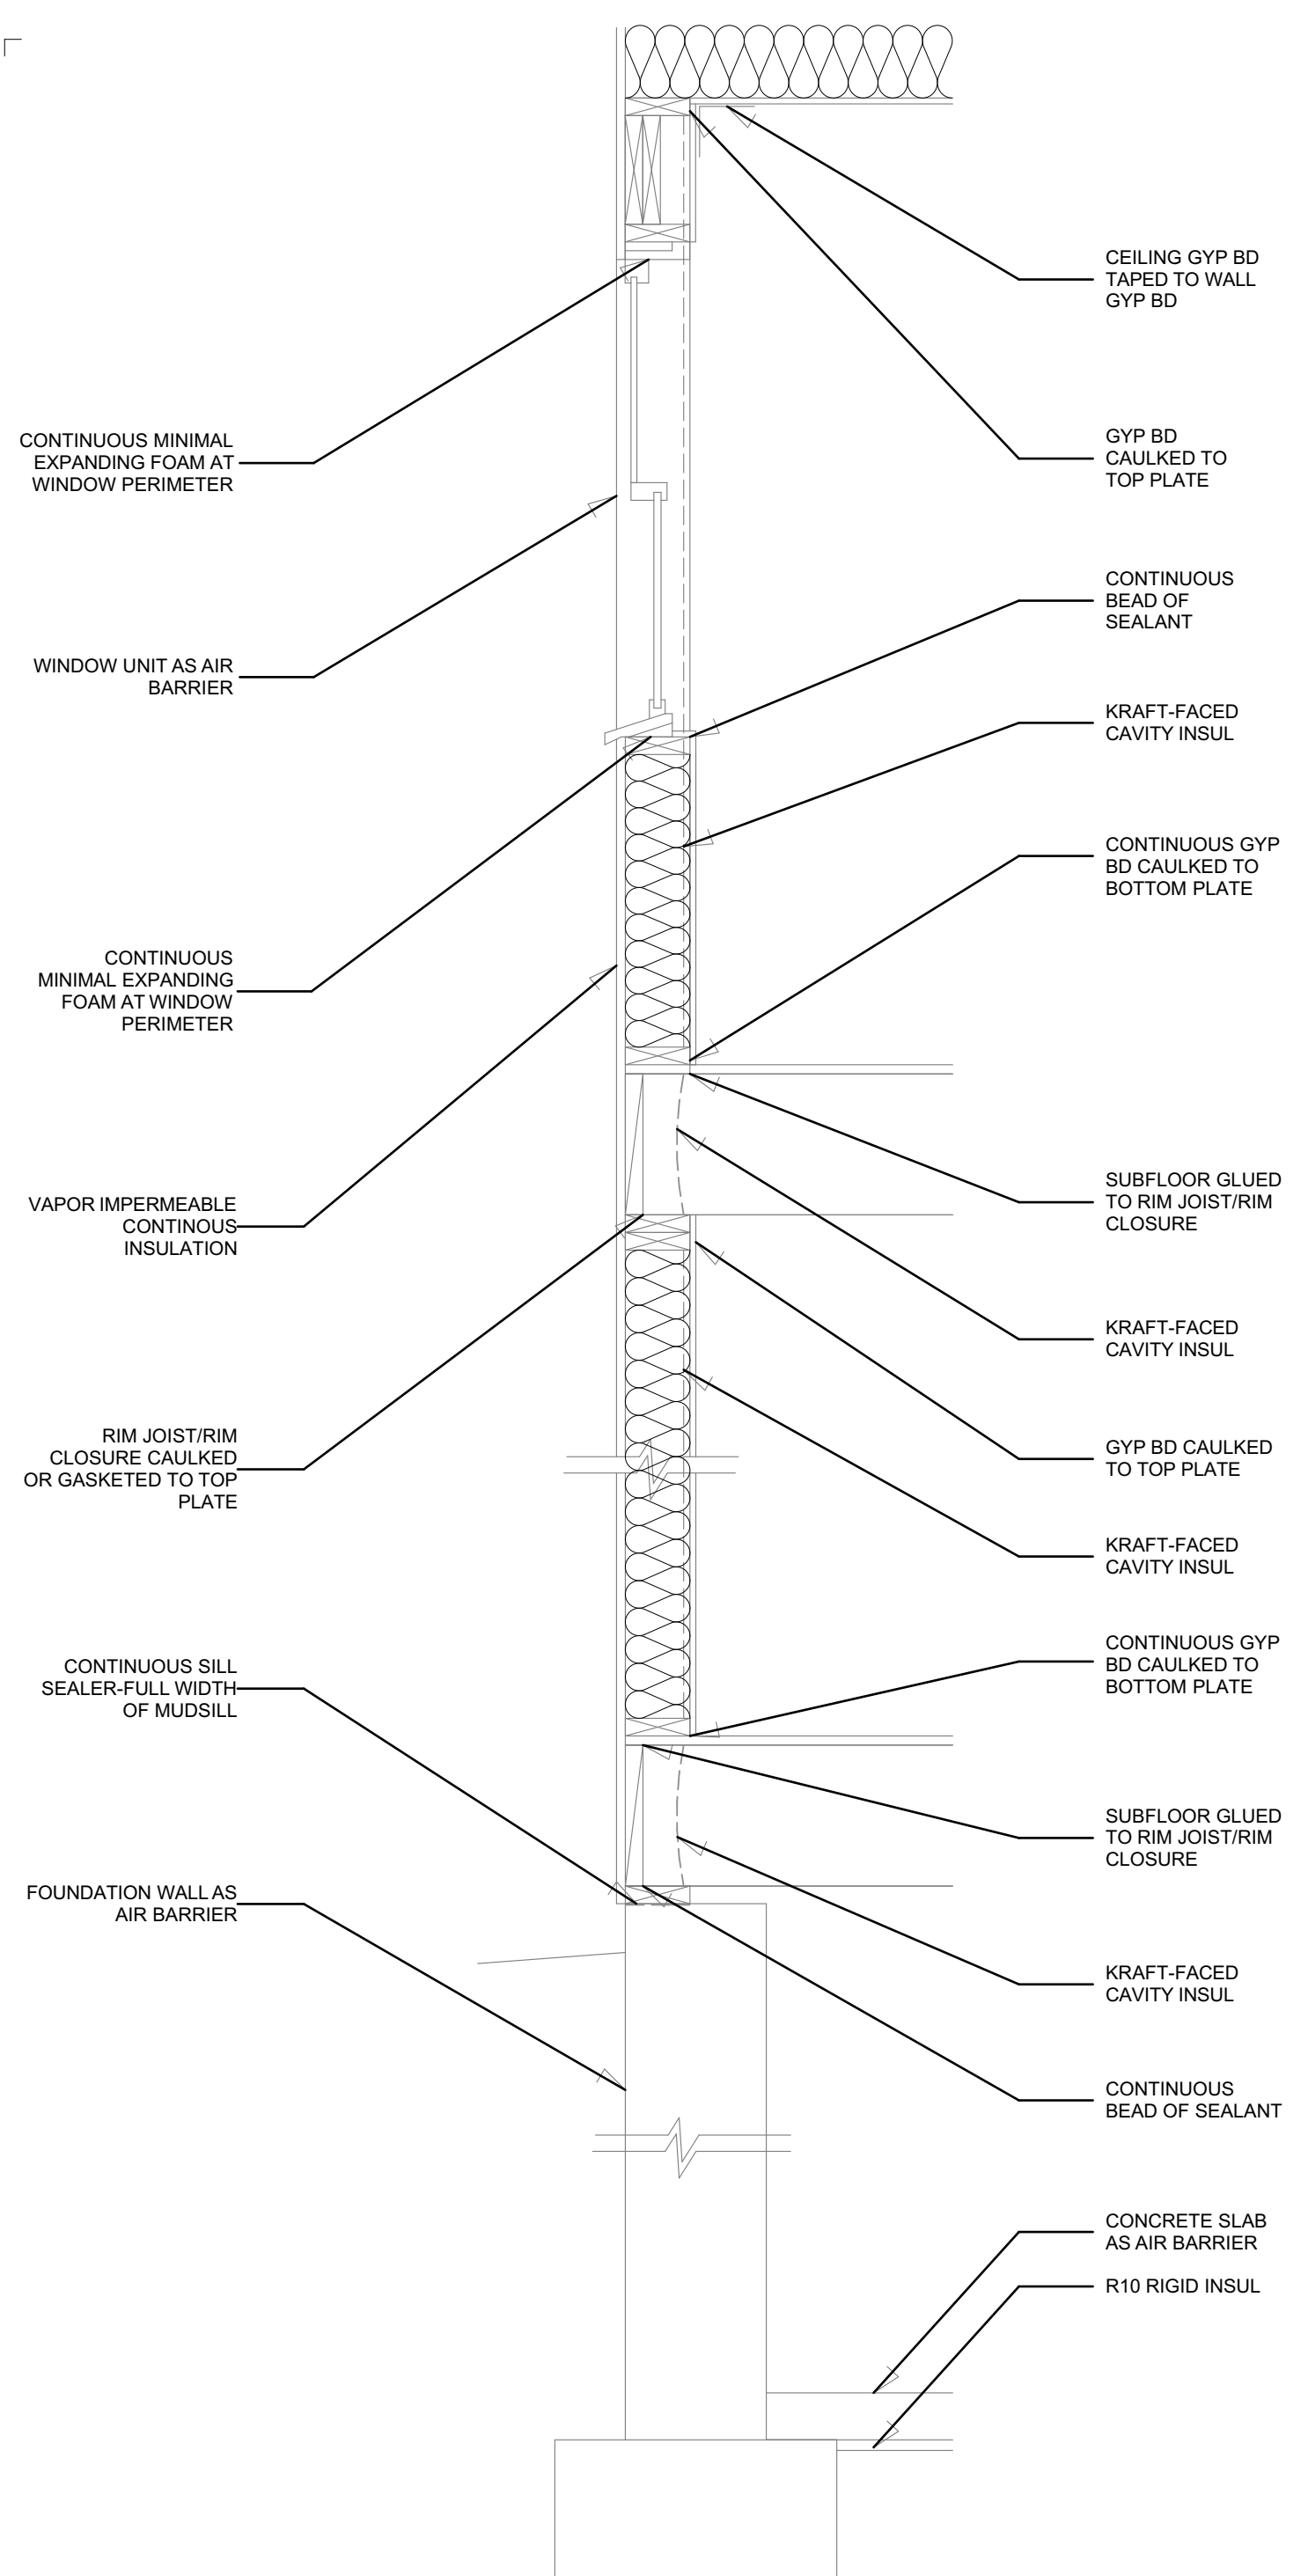 CEILING GYP BD
TAPED TO WALL
GYP BD
CONTINUOUS MINIMAL
EXPANDING FOAM AT
WINDOW PERIMETER
GYP BD
CAULKED TO
TOP PLATE
CONTINUOUS
BEAD OF
SEALANT
WINDOW UNIT AS AIR
BARRIER
KRAFT-FACED
CAVITY INSUL
CONTINUOUS GYP
BD CAULKED TO
BOTTOM PLATE
CONTINUOUS
MINIMAL EXPANDING
FOAM AT WINDOW
PERIMETER
SUBFLOOR GLUED
TO RIM JOIST/RIM
CLOSURE
VAPOR IMPERMEABLE
CONTINOUS
INSULATION
KRAFT-FACED
CAVITY INSUL
RIM JOIST/RIM
CLOSURE CAULKED
OR GASKETED TO TOP
PLATE
GYP BD CAULKED
TO TOP PLATE
KRAFT-FACED
CAVITY INSUL
CONTINUOUS GYP
BD CAULKED TO
BOTTOM PLATE
CONTINUOUS SILL
SEALER-FULL WIDTH
OF MUDSILL
SUBFLOOR GLUED
TO RIM JOIST/RIM
CLOSURE
FOUNDATION WALL AS
AIR BARRIER
KRAFT-FACED
CAVITY INSUL
CONTINUOUS
BEAD OF SEALANT
CONCRETE SLAB
AS AIR BARRIER
R10 RIGID INSUL